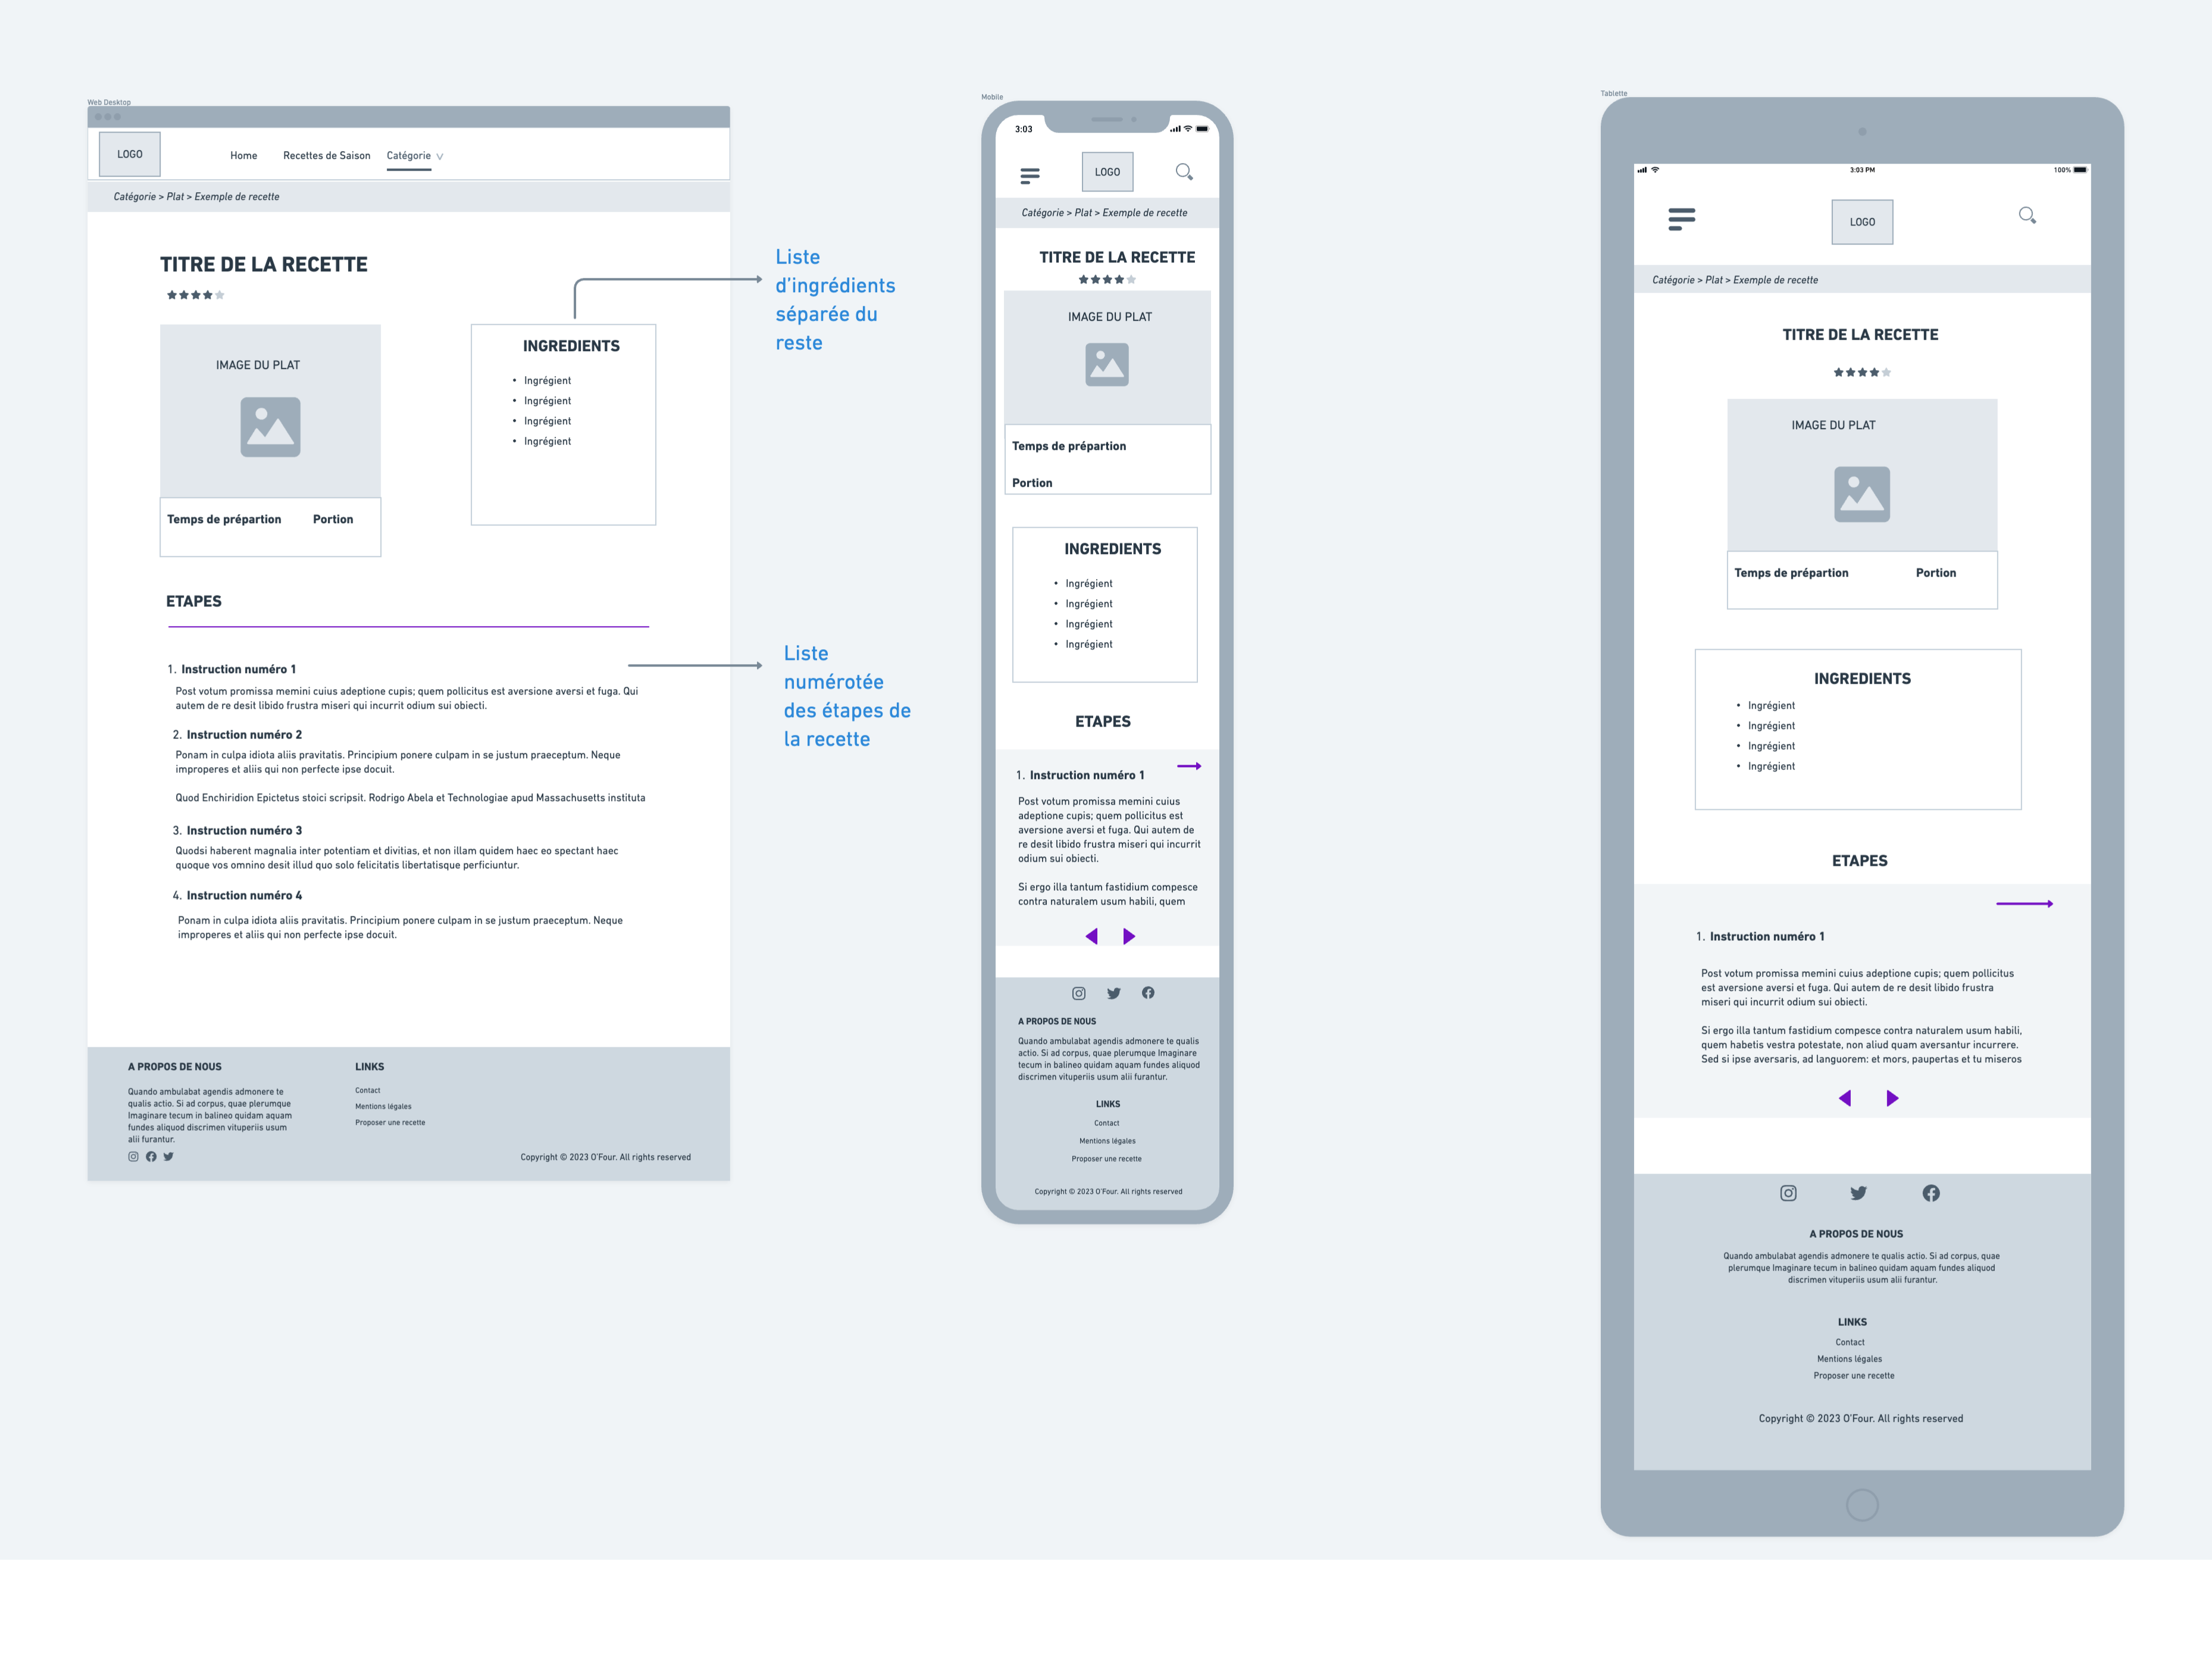 Web Desktop
LOGO
Home
Recettes de Saison
Catégorie
Catégorie > Plat > Exemple de recette
TITRE DE LA RECETTE
IMAGE DU PLAT
Temps de prépartion
Portion
INGREDIENTS
• Ingrégient
• Ingrégient
• Ingrégient
• Ingrégient
ETAPES
1. Instruction numéro 1
Post votum promissa memini cuius adeptione cupis; quem pollicitus est aversione aversi et fuga. Qui
autem de re desit libido frustra miseri qui incurrit odium sui obiecti.
2. Instruction numéro 2
Ponam in culpa idiota aliis pravitatis. Principium ponere culpam in se justum praeceptum. Neque
improperes et aliis qui non perfecte ipse docuit.
Quod Enchiridion Epictetus stoici scripsit. Rodrigo Abela et Technologiae apud Massachusetts instituta
3. Instruction numéro 3
Quodsi haberent magnalia inter potentiam et divitias, et non illam quidem haec eo spectant haec
quoque vos omnino desit illud quo solo felicitatis libertatisque perficiuntur.
4. Instruction numéro 4
Ponam in culpa idiota aliis pravitatis. Principium ponere culpam in se justum praeceptum. Neque
improperes et aliis qui non perfecte ipse docuit.
A PROPOS DE NOUS
Quando ambulabat agendis admonere te
qualis actio. Si ad corpus, quae plerumque
Imaginare tecum in balineo quidam aquam
fundes aliquod discrimen vituperiis usum
alii furantur.
LINKS
Contact
Mentions légales
Proposer une recette
Copyright © 2023 O'Four. All rights reserved
Liste
d'ingrédients
séparée du
reste
Liste
numérotée
des étapes de
la recette
Mobile
3:03
LOGO
Catégorie > Plat > Exemple de recette
TITRE DE LA RECETTE
IMAGE DU PLAT
Temps de prépartion
Portion
INGREDIENTS
• Ingrégient
• Ingrégient
• Ingrégient
• Ingrégient
ETAPES
1. Instruction numéro 1
Post votum promissa memini cuius
adeptione cupis; quem pollicitus est
aversione aversi et fuga. Qui autem de
re desit libido frustra miseri qui incurrit
odium sui obiecti.
Si ergo illa tantum fastidium compesce
contra naturalem usum habili, quem
A PROPOS DE NOUS
Quando ambulabat agendis admonere te qualis
actio. Si ad corpus, quae plerumque Imaginare
tecum in balineo quidam aquam fundes aliquod
discrimen vituperiis usum alii furantur.
LINKS
Contact
Mentions légales
Proposer une recette
Copyright © 2023 O'Four. All rights reserved
Tablette
3:03 PM
100%
LOGO
Catégorie > Plat > Exemple de recette
TITRE DE LA RECETTE
IMAGE DU PLAT
Temps de prépartion
Portion
INGREDIENTS
• Ingrégient
• Ingrégient
• Ingrégient
• Ingrégient
ETAPES
1. Instruction numéro 1
Post votum promissa memini cuius adeptione cupis; quem pollicitus
est aversione aversi et fuga. Qui autem de re desit libido frustra
miseri qui incurrit odium sui obiecti.
Si ergo illa tantum fastidium compesce contra naturalem usum habili,
quem habetis vestra potestate, non aliud quam aversantur incurrere.
Sed si ipse aversaris, ad languorem: et mors, paupertas et tu miseros
A PROPOS DE NOUS
Quando ambulabat agendis admonere te qualis actio. Si ad corpus, quae
plerumque Imaginare tecum in balineo quidam aquam fundes aliquod
discrimen vituperiis usum alii furantur.
LINKS
Contact
Mentions légales
Proposer une recette
Copyright © 2023 O'Four. All rights reserved